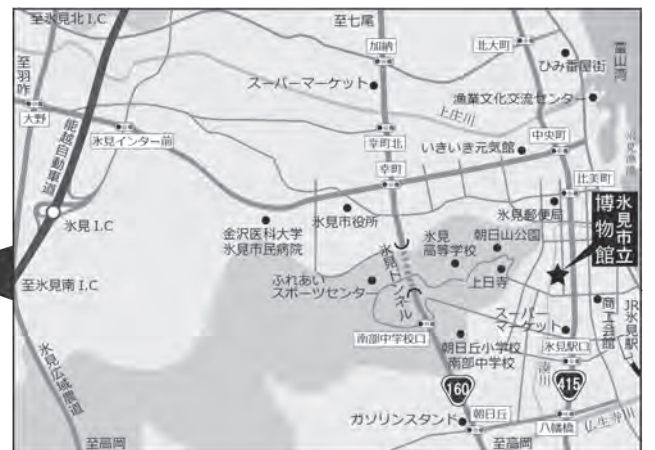 至氷見北I.C
至七尾
加納
北大町
富山湾
ひみ番屋街
至羽咋
スーパーマーケット
漁業文化交流センター
大野
上庄川
能越自動車道
氷見インター前
幸町北
いきいき元気館
中央町
氷見漁港
幸町
比美町
氷見I.C
金沢医科大学
氷見市民病院
氷見市役所
氷見郵便局
氷見市立
博物館
氷見トンネル
氷見
高等学校
朝日山公園
上日寺
至氷見南I.C
ふれあい
スポーツセンター
スーパー
マーケット
商工会館
JR氷見駅
南部中学校口
朝日丘小学校
南部中学校
氷見駅口
湊川
氷見広域農道
160
415
ガソリンスタンド
朝日丘
八幡橋
仏生寺川
至高岡
至高岡